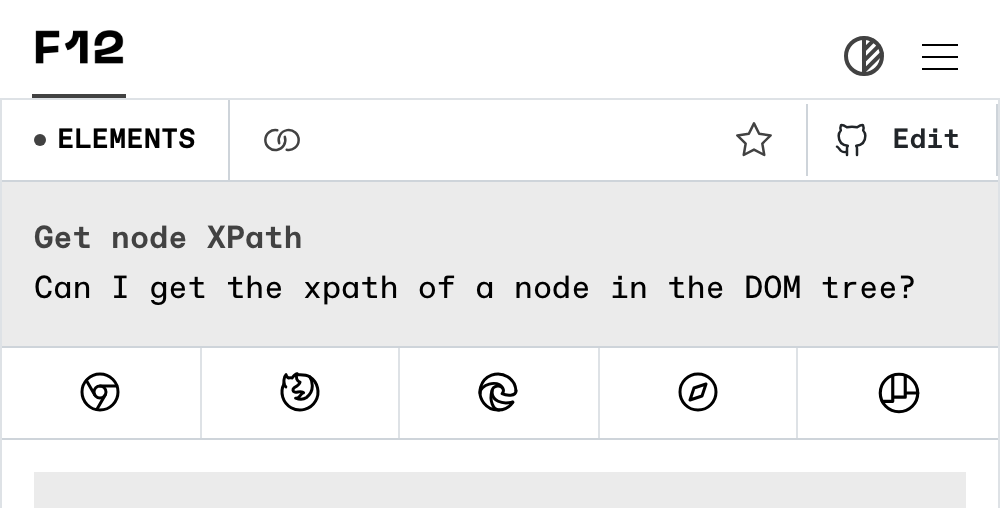 F12
ELEMENTS
Edit
Get node XPath
Can I get the xpath of a node in the DOM tree?